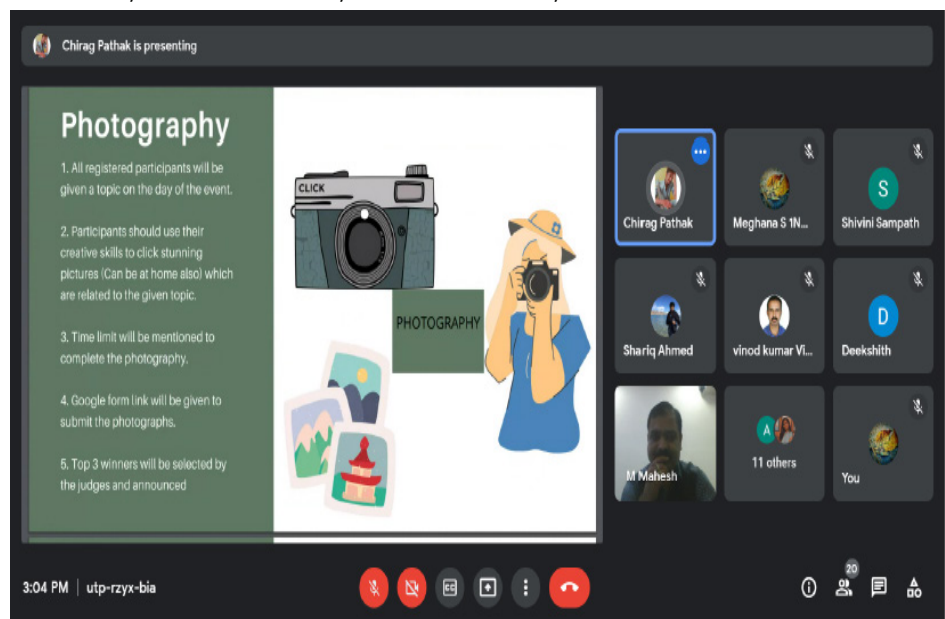 Chirag Pathak is presenting
Photography
1. All registered participants will be
given a topic on the day of the event.
2. Participants should use their
creative skills to click stunning
pictures (Can be at home also) which
are related to the given topic.
3. Time limit will be mentioned to
complete the photography.
4. Google form link will be given to
submit the photographs.
5. Top 3 winners will be selected by
the judges and announced
CLICK
PHOTOGRAPHY
Chirag Pathak
Meghana S 1N...
S
Shivini Sampath
Shariq Ahmed
vinod kumar Vi...
D
Deekshith
M Mahesh
A
11 others
You
3:04 PM | utp-rzyx-bia
CC
20